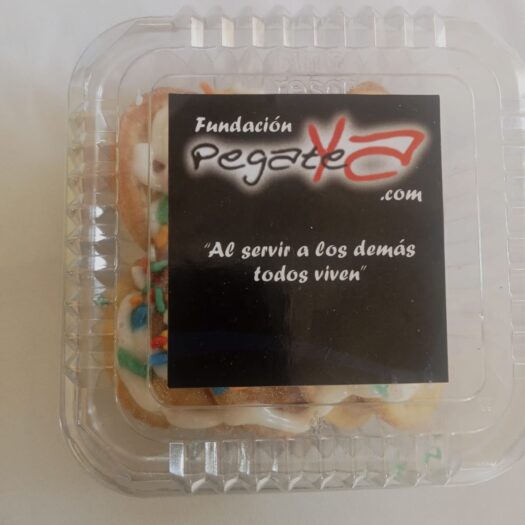 Fundación
PegateYa
.com
"Al servir a los demás
todos viven"